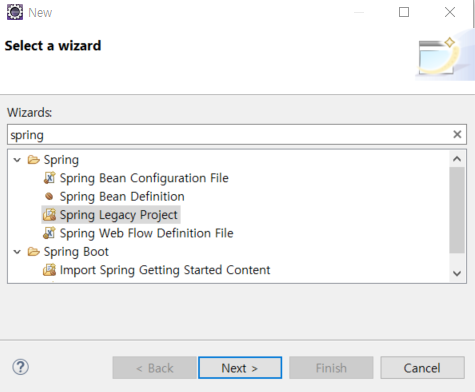 New
Select a wizard
Wizards:
spring
Spring
Spring Bean Configuration File
Spring Bean Definition
Spring Legacy Project
Spring Web Flow Definition File
Spring Boot
Import Spring Getting Started Content
< Back
Next >
Finish
Cancel